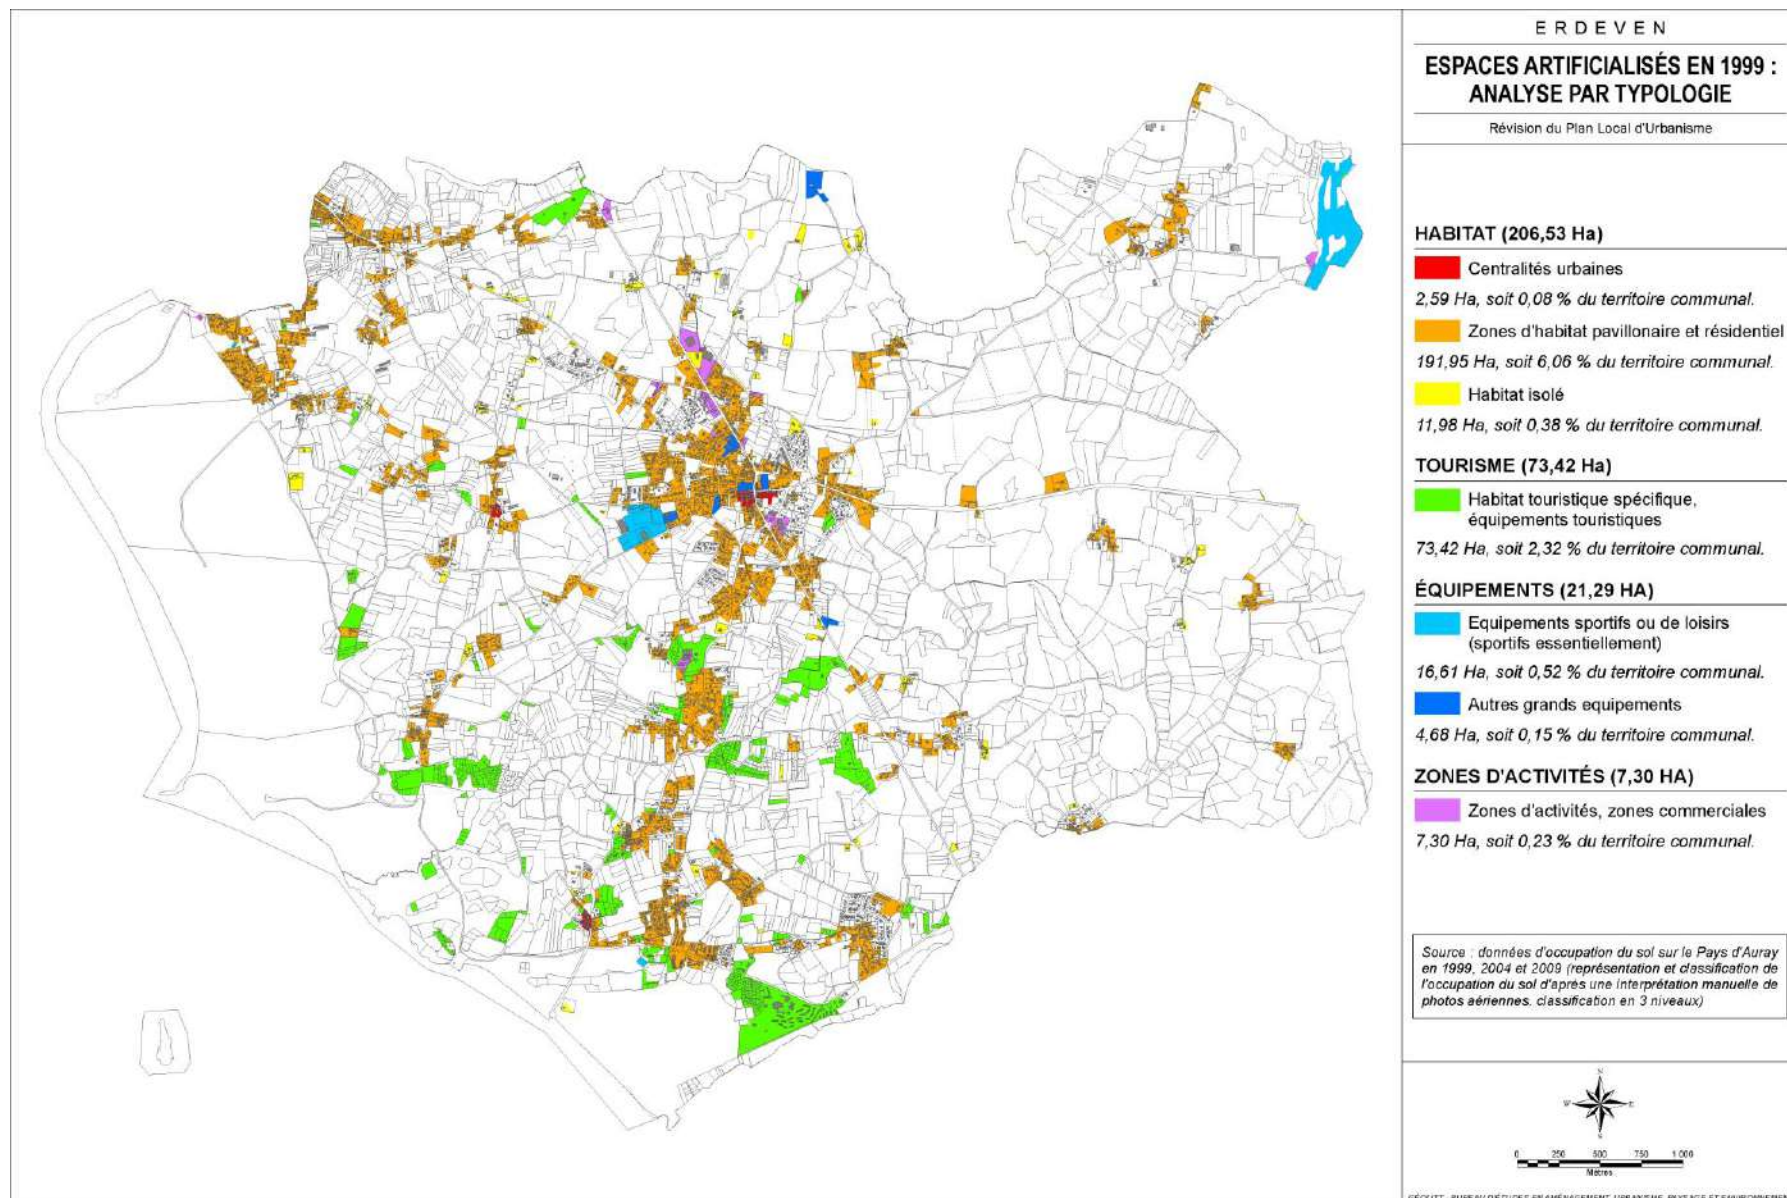 ERDEVEN
ESPACES ARTIFICIALISÉS EN 1999 :
ANALYSE PAR TYPOLOGIE
Révision du Plan Local d'Urbanisme
HABITAT (206,53 Ha)
Centralités urbaines
2,59 Ha, soit 0,08 % du territoire communal.
Zones d'habitat pavillonaire et résidentiel
191,95 Ha, soit 6,06 % du territoire communal.
Habitat isolé
11,98 Ha, soit 0,38 % du territoire communal.
TOURISME (73,42 Ha)
Habitat touristique spécifique,
équipements touristiques
73,42 Ha, soit 2,32 % du territoire communal.
ÉQUIPEMENTS (21,29 HA)
Equipements sportifs ou de loisirs
(sportifs essentiellement)
16,61 Ha, soit 0,52 % du territoire communal.
Autres grands equipements
4,68 Ha, soit 0,15 % du territoire communal.
ZONES D'ACTIVITÉS (7,30 HA)
Zones d'activités, zones commerciales
7,30 Ha, soit 0,23 % du territoire communal.
Source : données d'occupation du sol sur le Pays d'Auray
en 1999, 2004 et 2009 (représentation et classification de
l'occupation du sol d'après une interprétation manuelle de
photos aériennes. classification en 3 niveaux)
N
W E
S
0 250 500 750 1 000
Mètres
BUREAU D'ÉTUDES EN AMÉNAGEMENT, URBANISME, PAYSAGE ET ENVIRONNEMENT